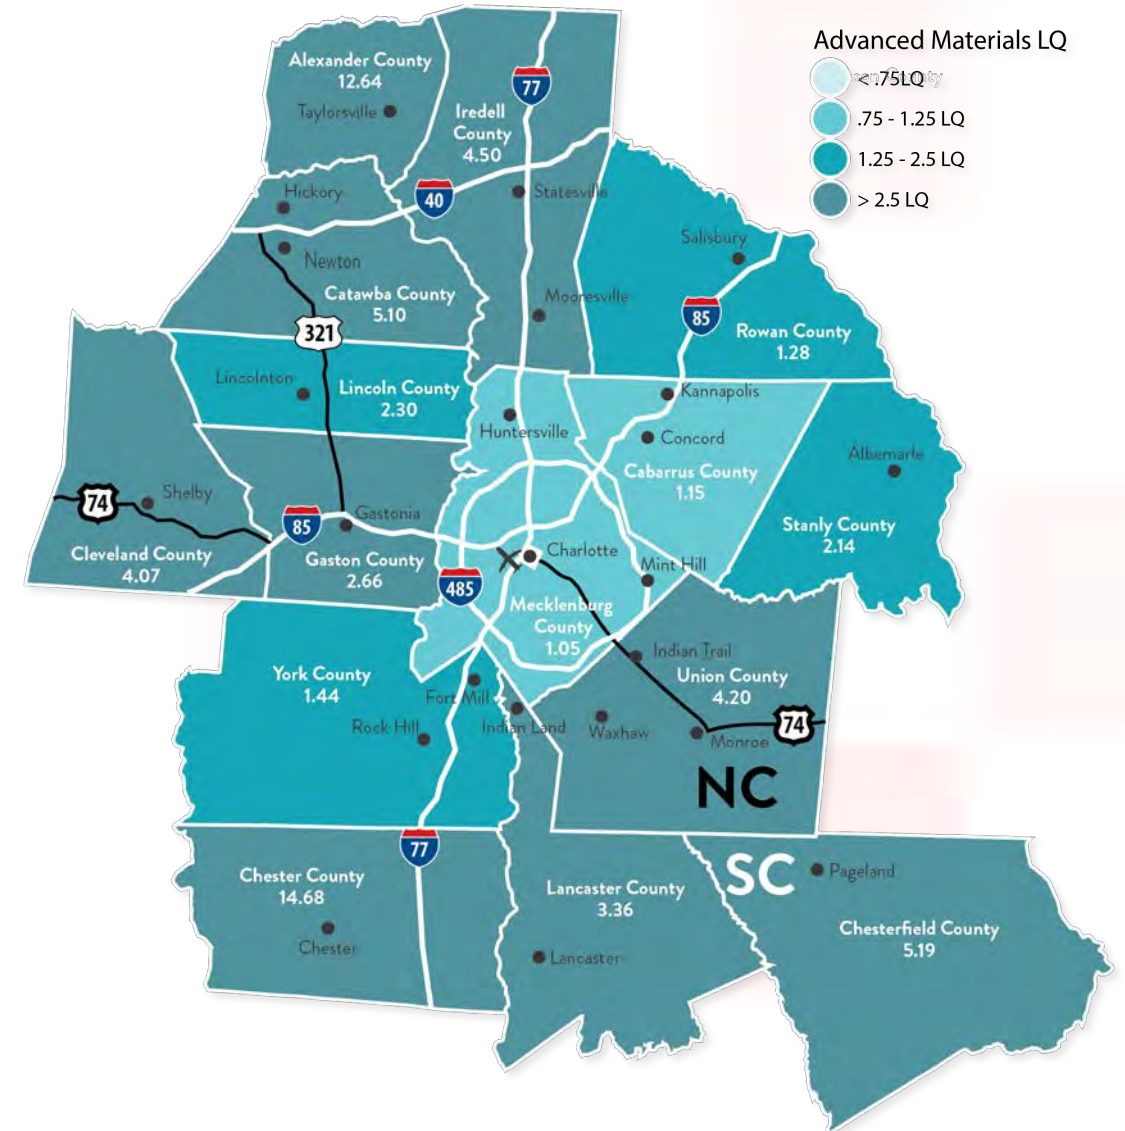 Advanced Materials LQ
< .75LQ
.75 - 1.25 LQ
1.25 - 2.5 LQ
> 2.5 LQ
Alexander County
12.64
Taylorsville
77
Iredell
County
4.50
Hickory
40
Statesville
Newton
Salisbury
Catawba County
5.10
Mooresville
85
Rowan County
1.28
321
Lincolnton
Lincoln County
2.30
Kannapolis
Huntersville
Concord
Cabarrus County
1.15
Albemarle
74
Shelby
85
Gastonia
Stanly County
2.14
Cleveland County
4.07
Gaston County
2.66
Charlotte
Mint Hill
485
Mecklenburg
County
1.05
Indian Trail
York County
1.44
Union County
4.20
Fort Mill
Indian Land
Rock Hill
Waxhaw
Monroe
74
NC
77
SC
Pageland
Chester County
14.68
Lancaster County
3.36
Chester
Chesterfield County
5.19
Lancaster